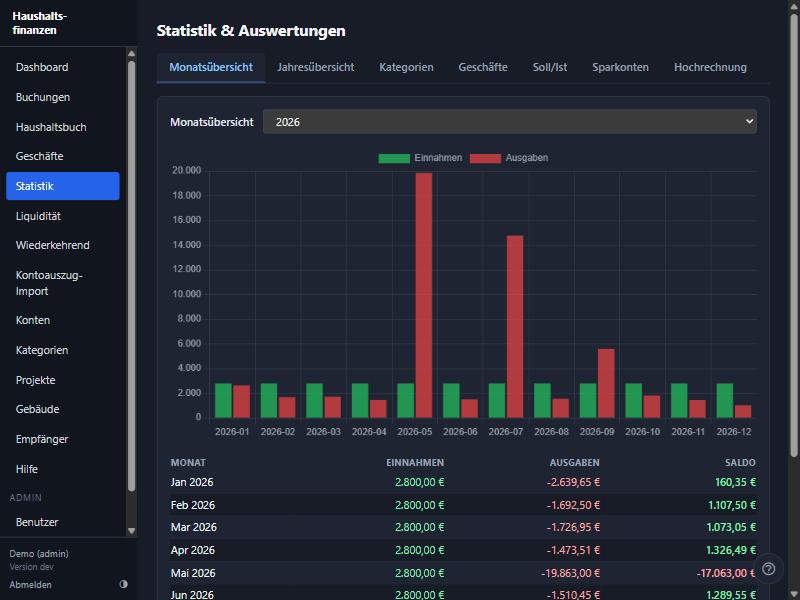 Haushalts-
finanzen
Dashboard
Buchungen
Haushaltsbuch
Geschäfte
Statistik
Liquidität
Wiederkehrend
Kontoauszug-
Import
Konten
Kategorien
Projekte
Gebäude
Empfänger
Hilfe
ADMIN
Benutzer
Demo (admin)
Version dev
Abmelden
Statistik & Auswertungen
Monatsübersicht Jahresübersicht Kategorien Geschäfte Soll/Ist Sparkonten Hochrechnung
Monatsübersicht 2026
Einnahmen Ausgaben
20.000
18.000
16.000
14.000
12.000
10.000
8.000
6.000
4.000
2.000
0
2026-01 2026-02 2026-03 2026-04 2026-05 2026-06 2026-07 2026-08 2026-09 2026-10 2026-11 2026-12
MONAT EINNAHMEN AUSGABEN SALDO
Jan 2026 2.800,00 € -2.639,65 € 160,35 €
Feb 2026 2.800,00 € -1.692,50 € 1.107,50 €
Mar 2026 2.800,00 € -1.726,95 € 1.073,05 €
Apr 2026 2.800,00 € -1.473,51 € 1.326,49 €
Mai 2026 2.800,00 € -19.863,00 € -17.063,00 €
Jun 2026 2.800,00 € -1.510,45 € 1.289,55 €